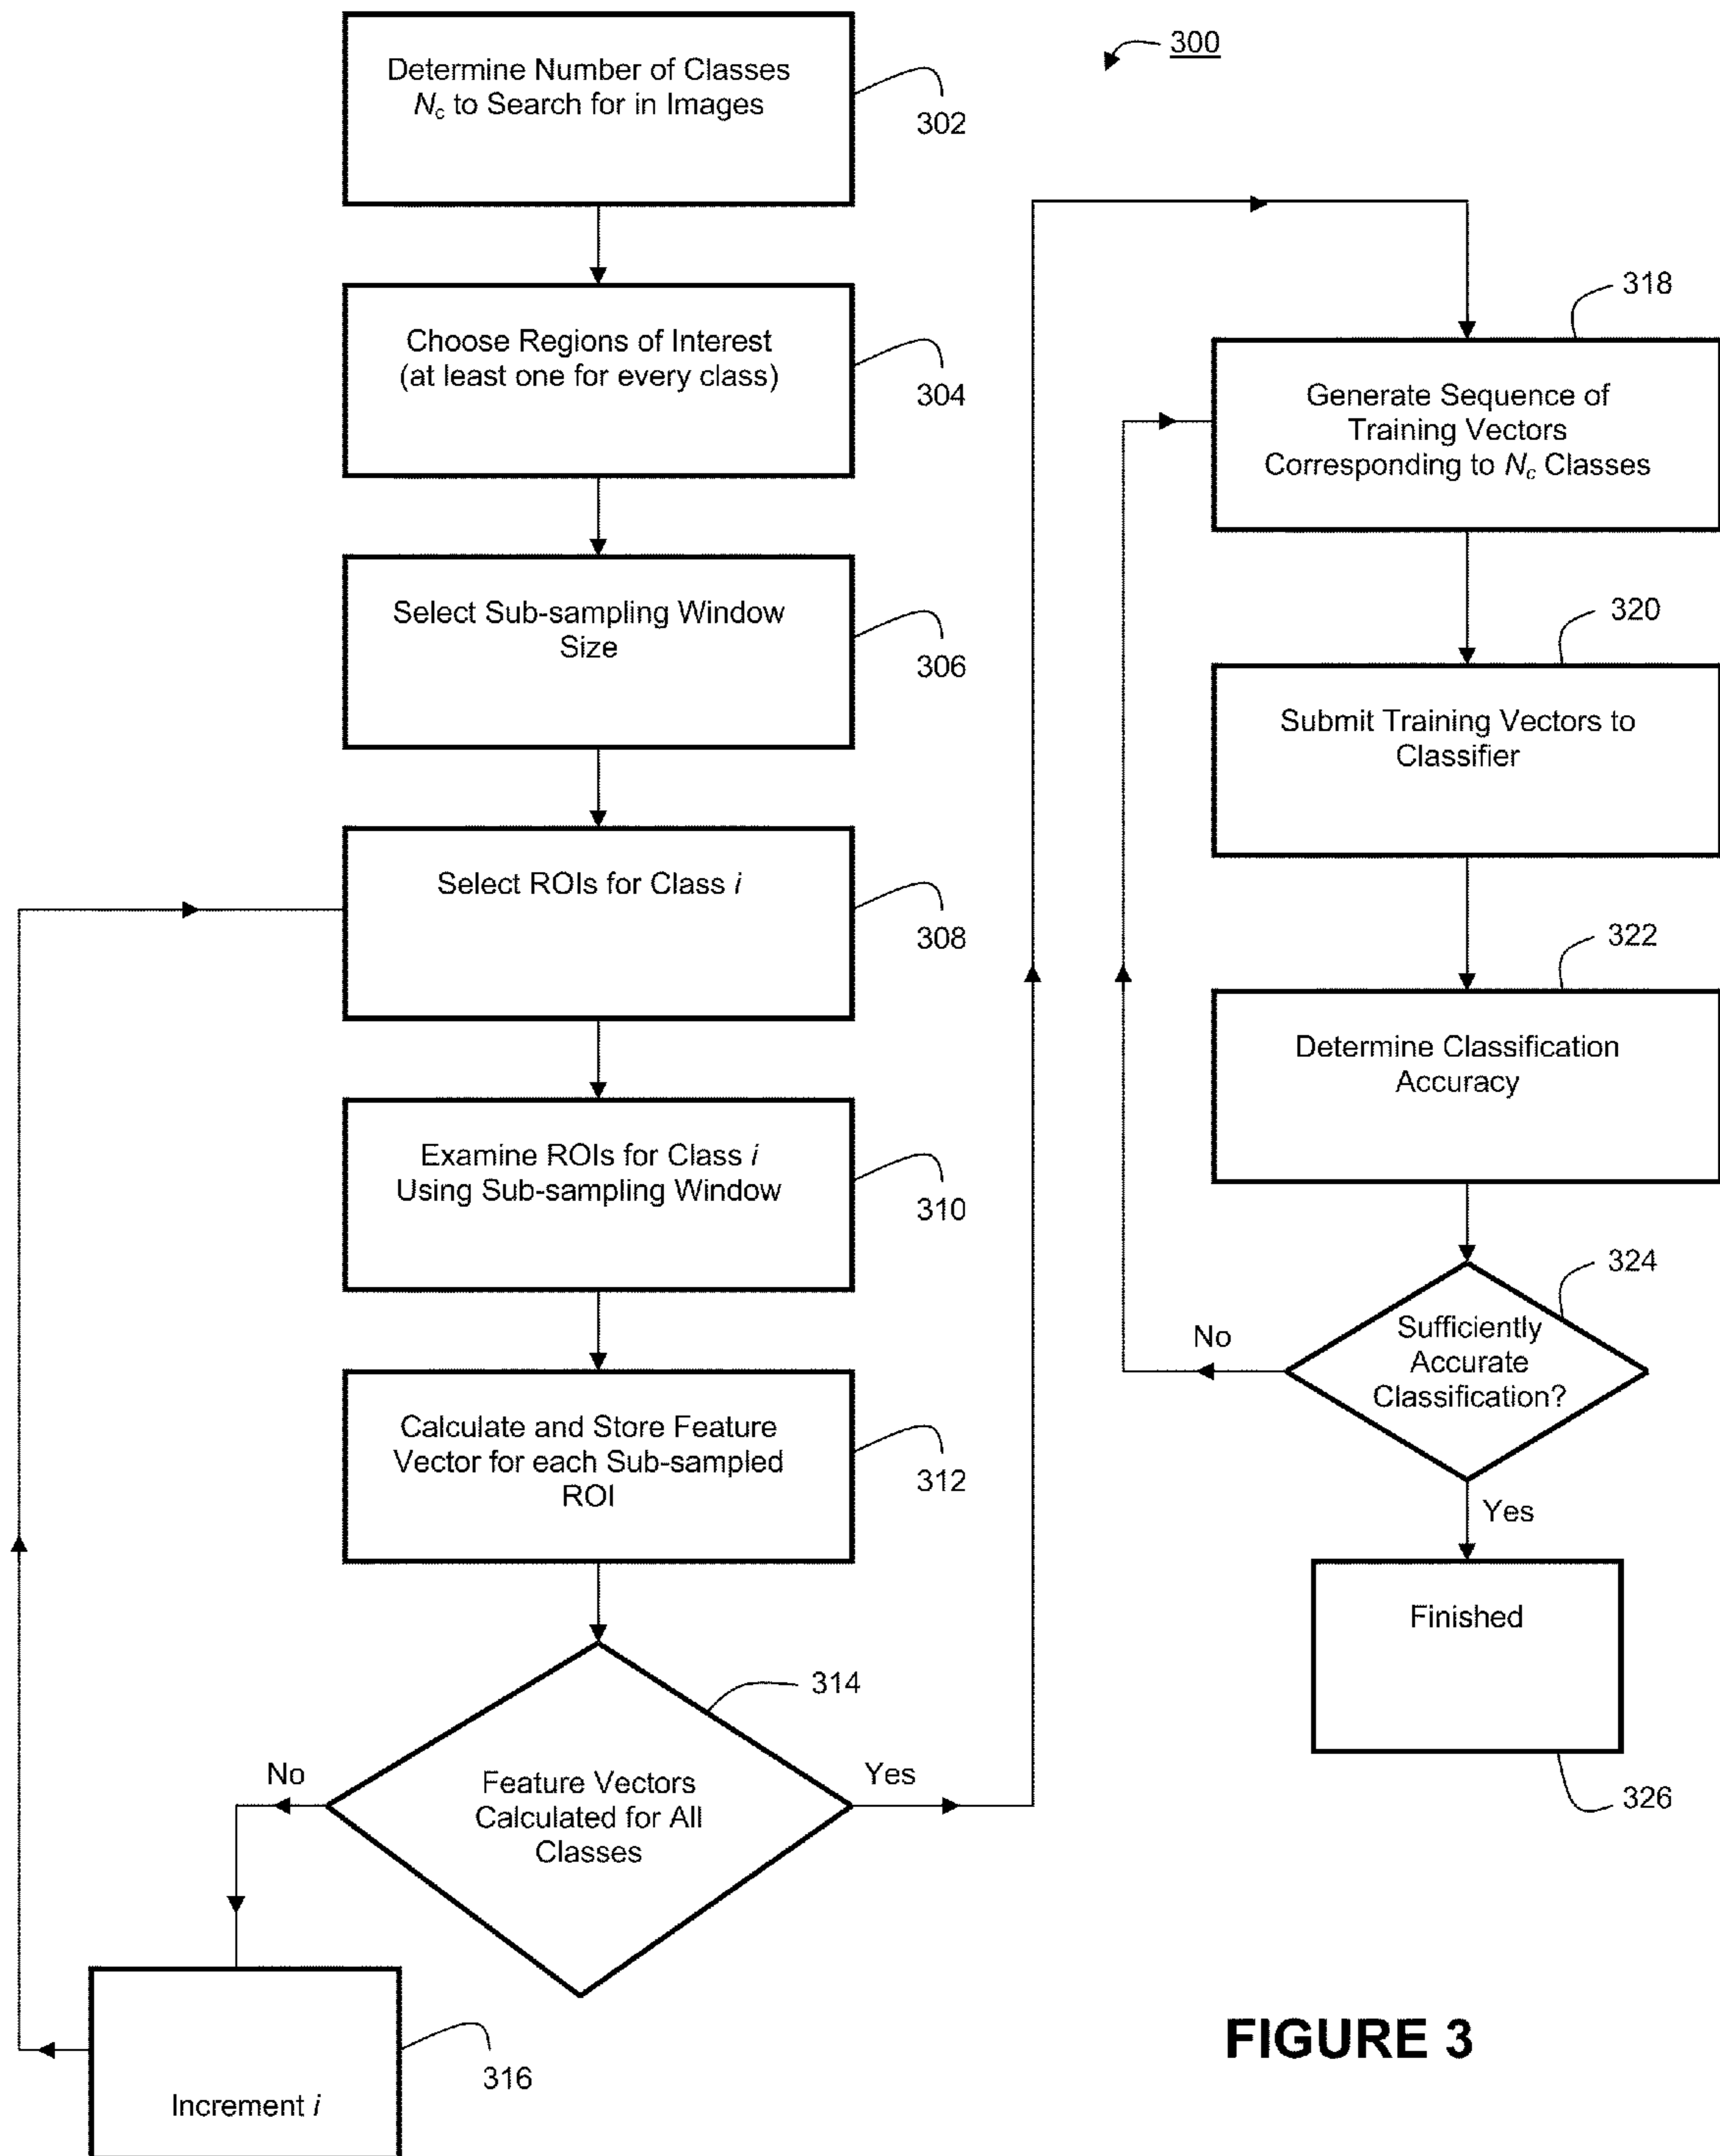 300
Determine Number of Classes
Nc to Search for in Images
302
Choose Regions of Interest
(at least one for every class)
304
Select Sub-sampling Window
Size
306
Select ROIs for Class i
308
Examine ROIs for Class i
Using Sub-sampling Window
310
Calculate and Store Feature
Vector for each Sub-sampled
ROI
312
314
Feature Vectors
Calculated for All
Classes
No
Yes
Increment i
316
318
Generate Sequence of
Training Vectors
Corresponding to Nc Classes
320
Submit Training Vectors to
Classifier
322
Determine Classification
Accuracy
324
Sufficiently
Accurate
Classification?
No
Yes
Finished
326
FIGURE 3